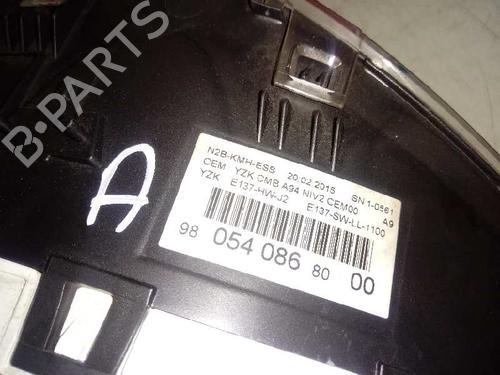 B-PARTS
A
N2B-KMH-ESS 20.02.2015 SN 1-0561
CEM YZK CMB A94 NIV2 CEM00 A9
YZK E137-HW-J2 E137-SW-LL-1100
98 054 086 80 00